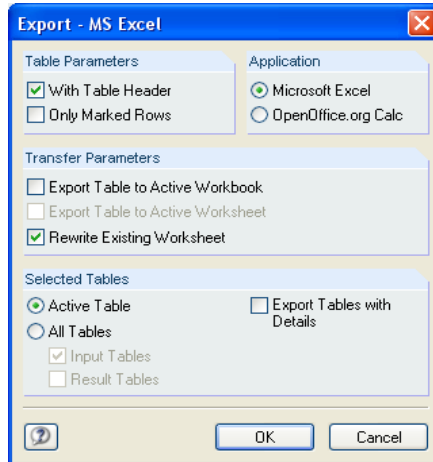 Export - MS Excel
Table Parameters
With Table Header
Only Marked Rows
Application
Microsoft Excel
OpenOffice.org Calc
Transfer Parameters
Export Table to Active Workbook
Export Table to Active Worksheet
Rewrite Existing Worksheet
Selected Tables
Active Table
All Tables
Input Tables
Result Tables
Export Tables with
Details
OK
Cancel